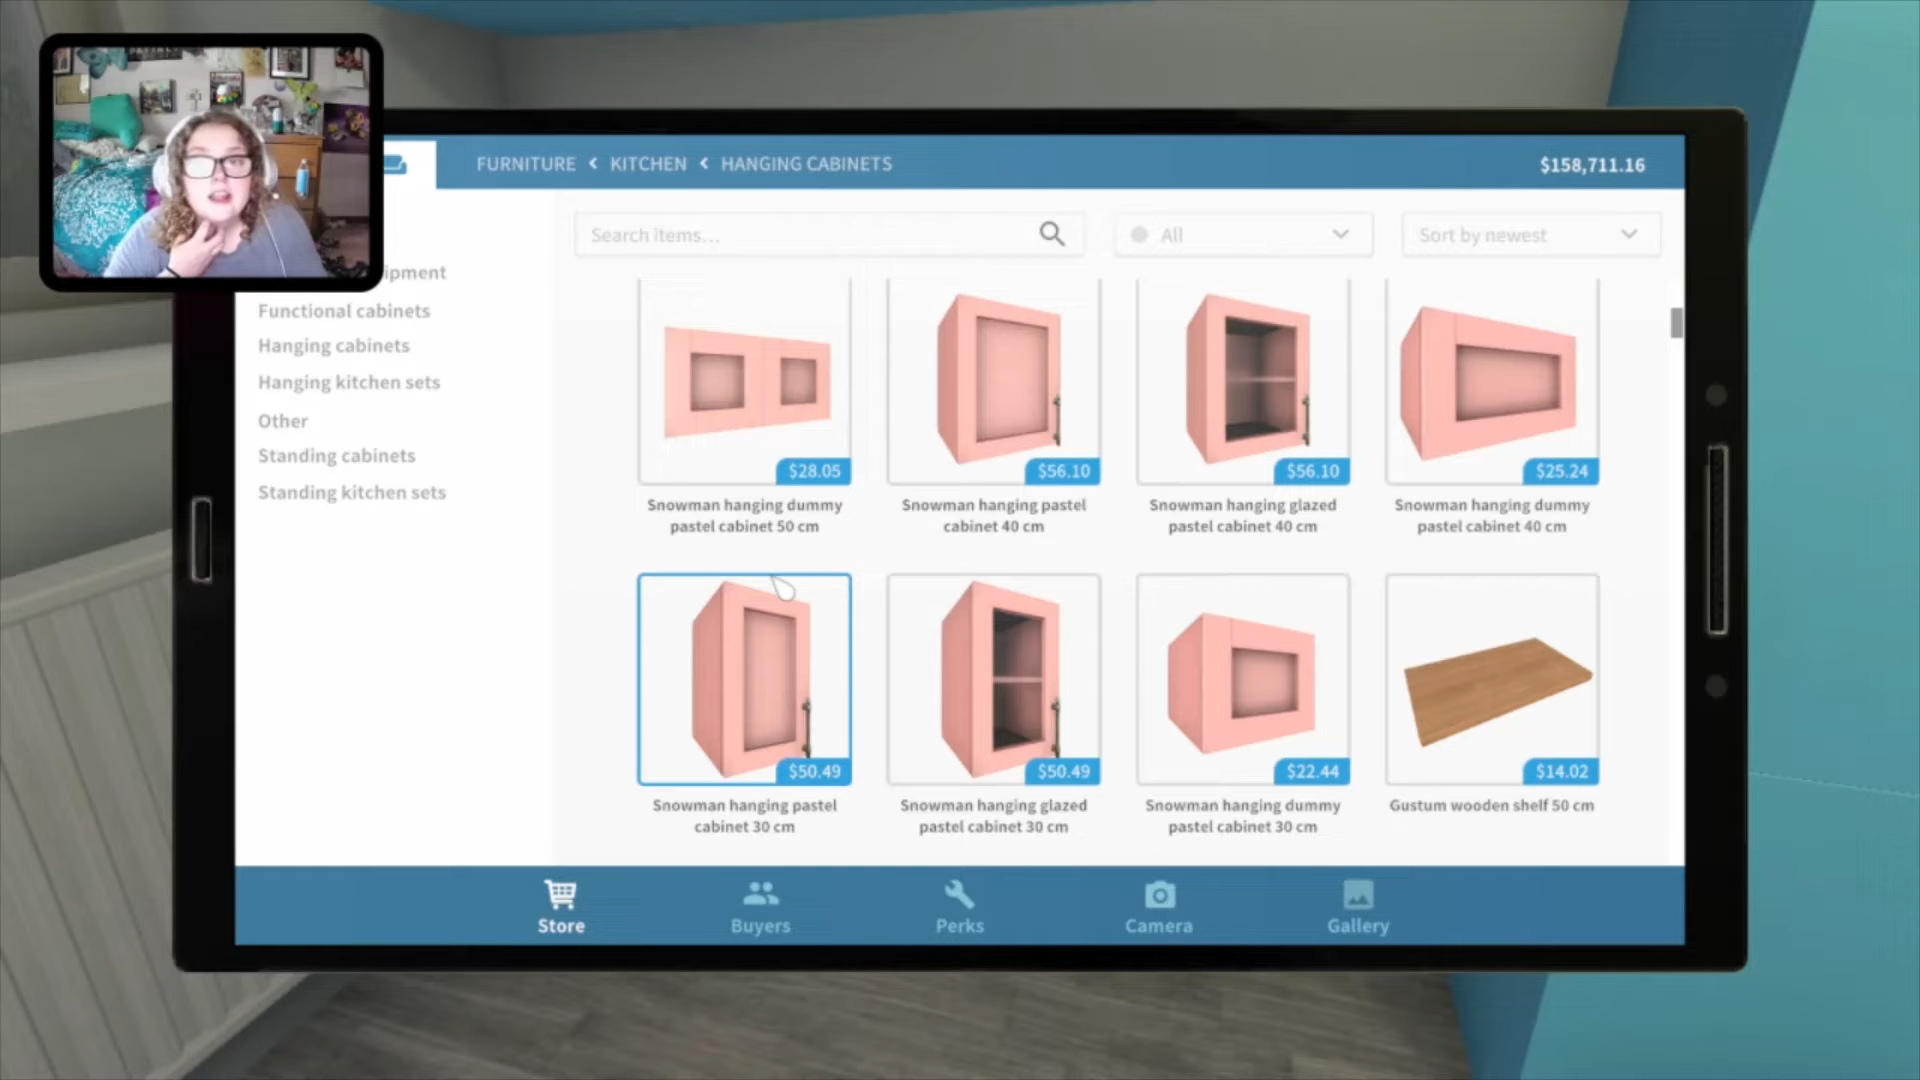 FURNITURE < KITCHEN < HANGING CABINETS
$158,711.16
Search items...
All
Sort by newest
ipment
Functional cabinets
Hanging cabinets
Hanging kitchen sets
Other
Standing cabinets
Standing kitchen sets
$28.05
$56.10
$56.10
$25.24
Snowman hanging dummy
pastel cabinet 50 cm
Snowman hanging pastel
cabinet 40 cm
Snowman hanging glazed
pastel cabinet 40 cm
Snowman hanging dummy
pastel cabinet 40 cm
$50.49
$50.49
$22.44
$14.02
Snowman hanging pastel
cabinet 30 cm
Snowman hanging glazed
pastel cabinet 30 cm
Snowman hanging dummy
pastel cabinet 30 cm
Gustum wooden shelf 50 cm
Store
Buyers
Perks
Camera
Gallery